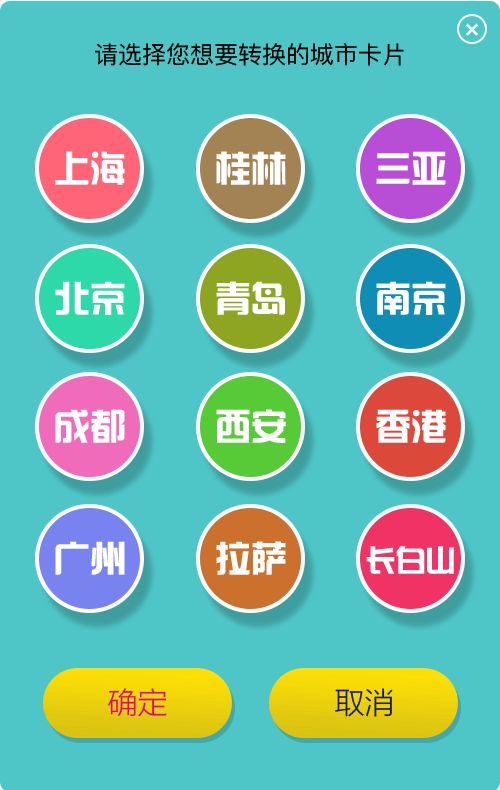 请选择您想要转换的城市卡片
上海 桂林 三亚
北京 青岛 南京
成都 西安 香港
广州 拉萨 长白山
确定 取消